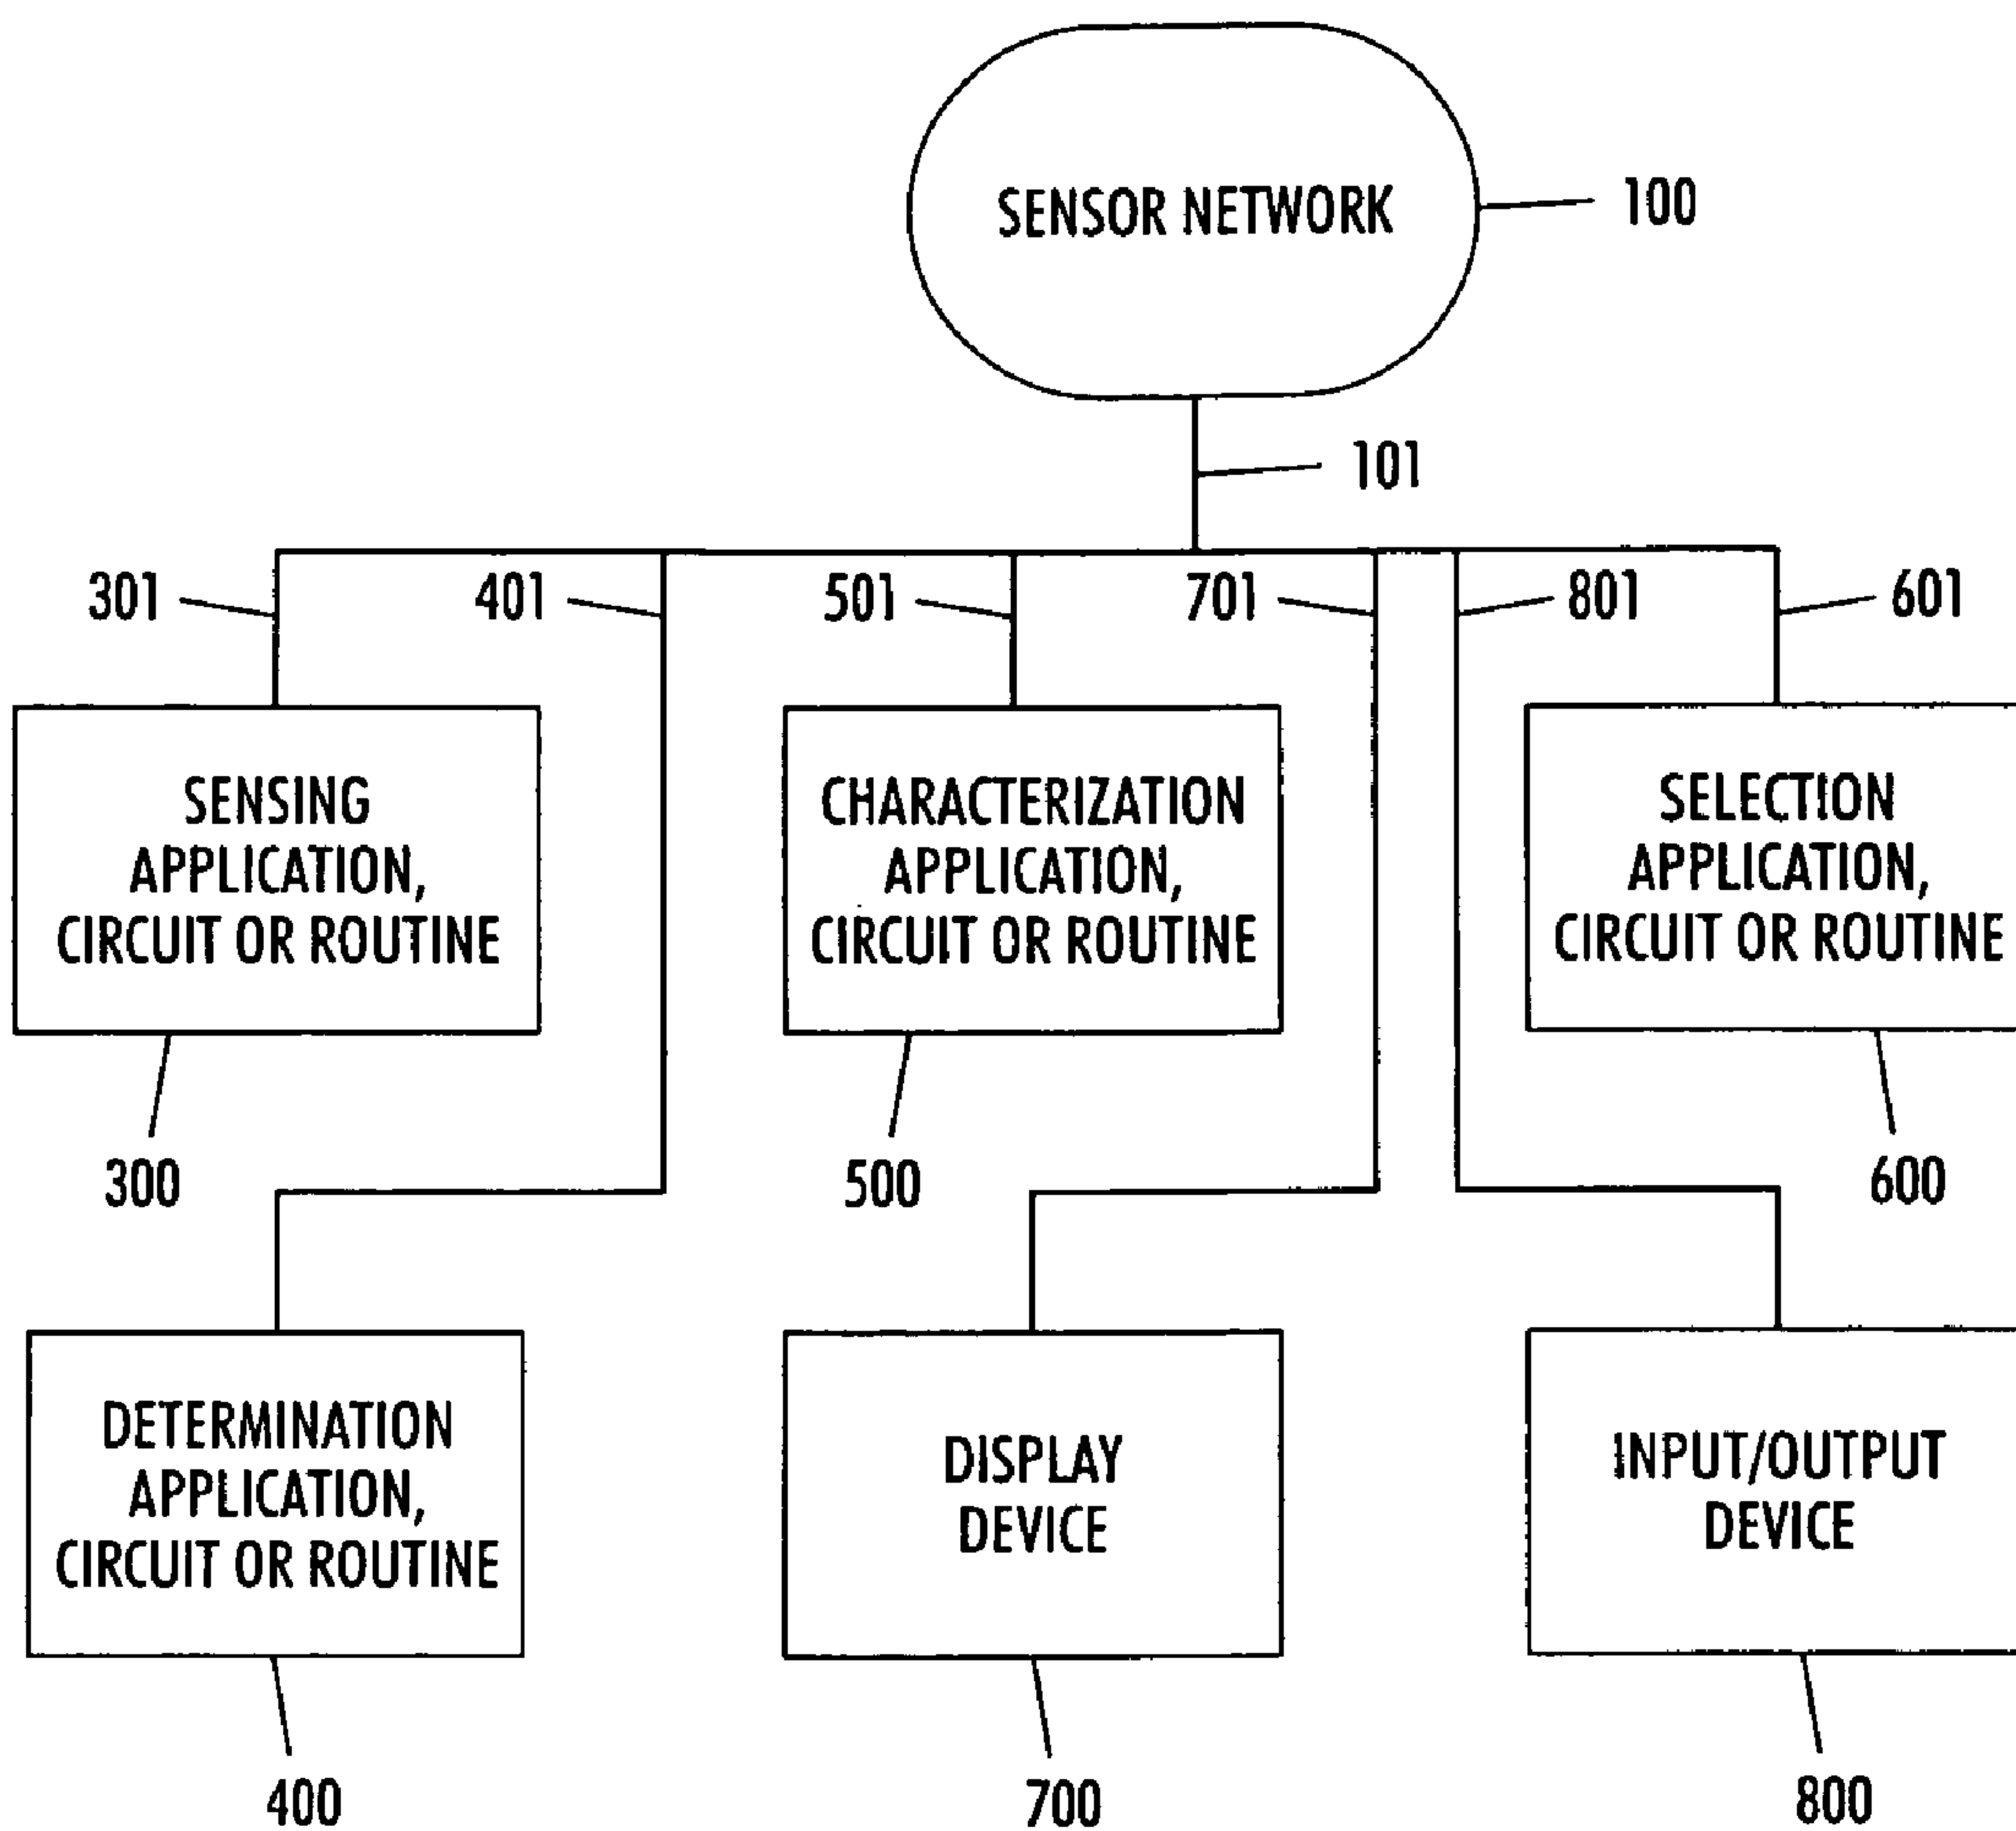 SENSOR NETWORK
100
101
301
401
501
701
801
601
SENSING
APPLICATION,
CIRCUIT OR ROUTINE
CHARACTERIZATION
APPLICATION,
CIRCUIT OR ROUTINE
SELECTION
APPLICATION,
CIRCUIT OR ROUTINE
300
500
600
DETERMINATION
APPLICATION,
CIRCUIT OR ROUTINE
DISPLAY
DEVICE
INPUT/OUTPUT
DEVICE
400
700
800